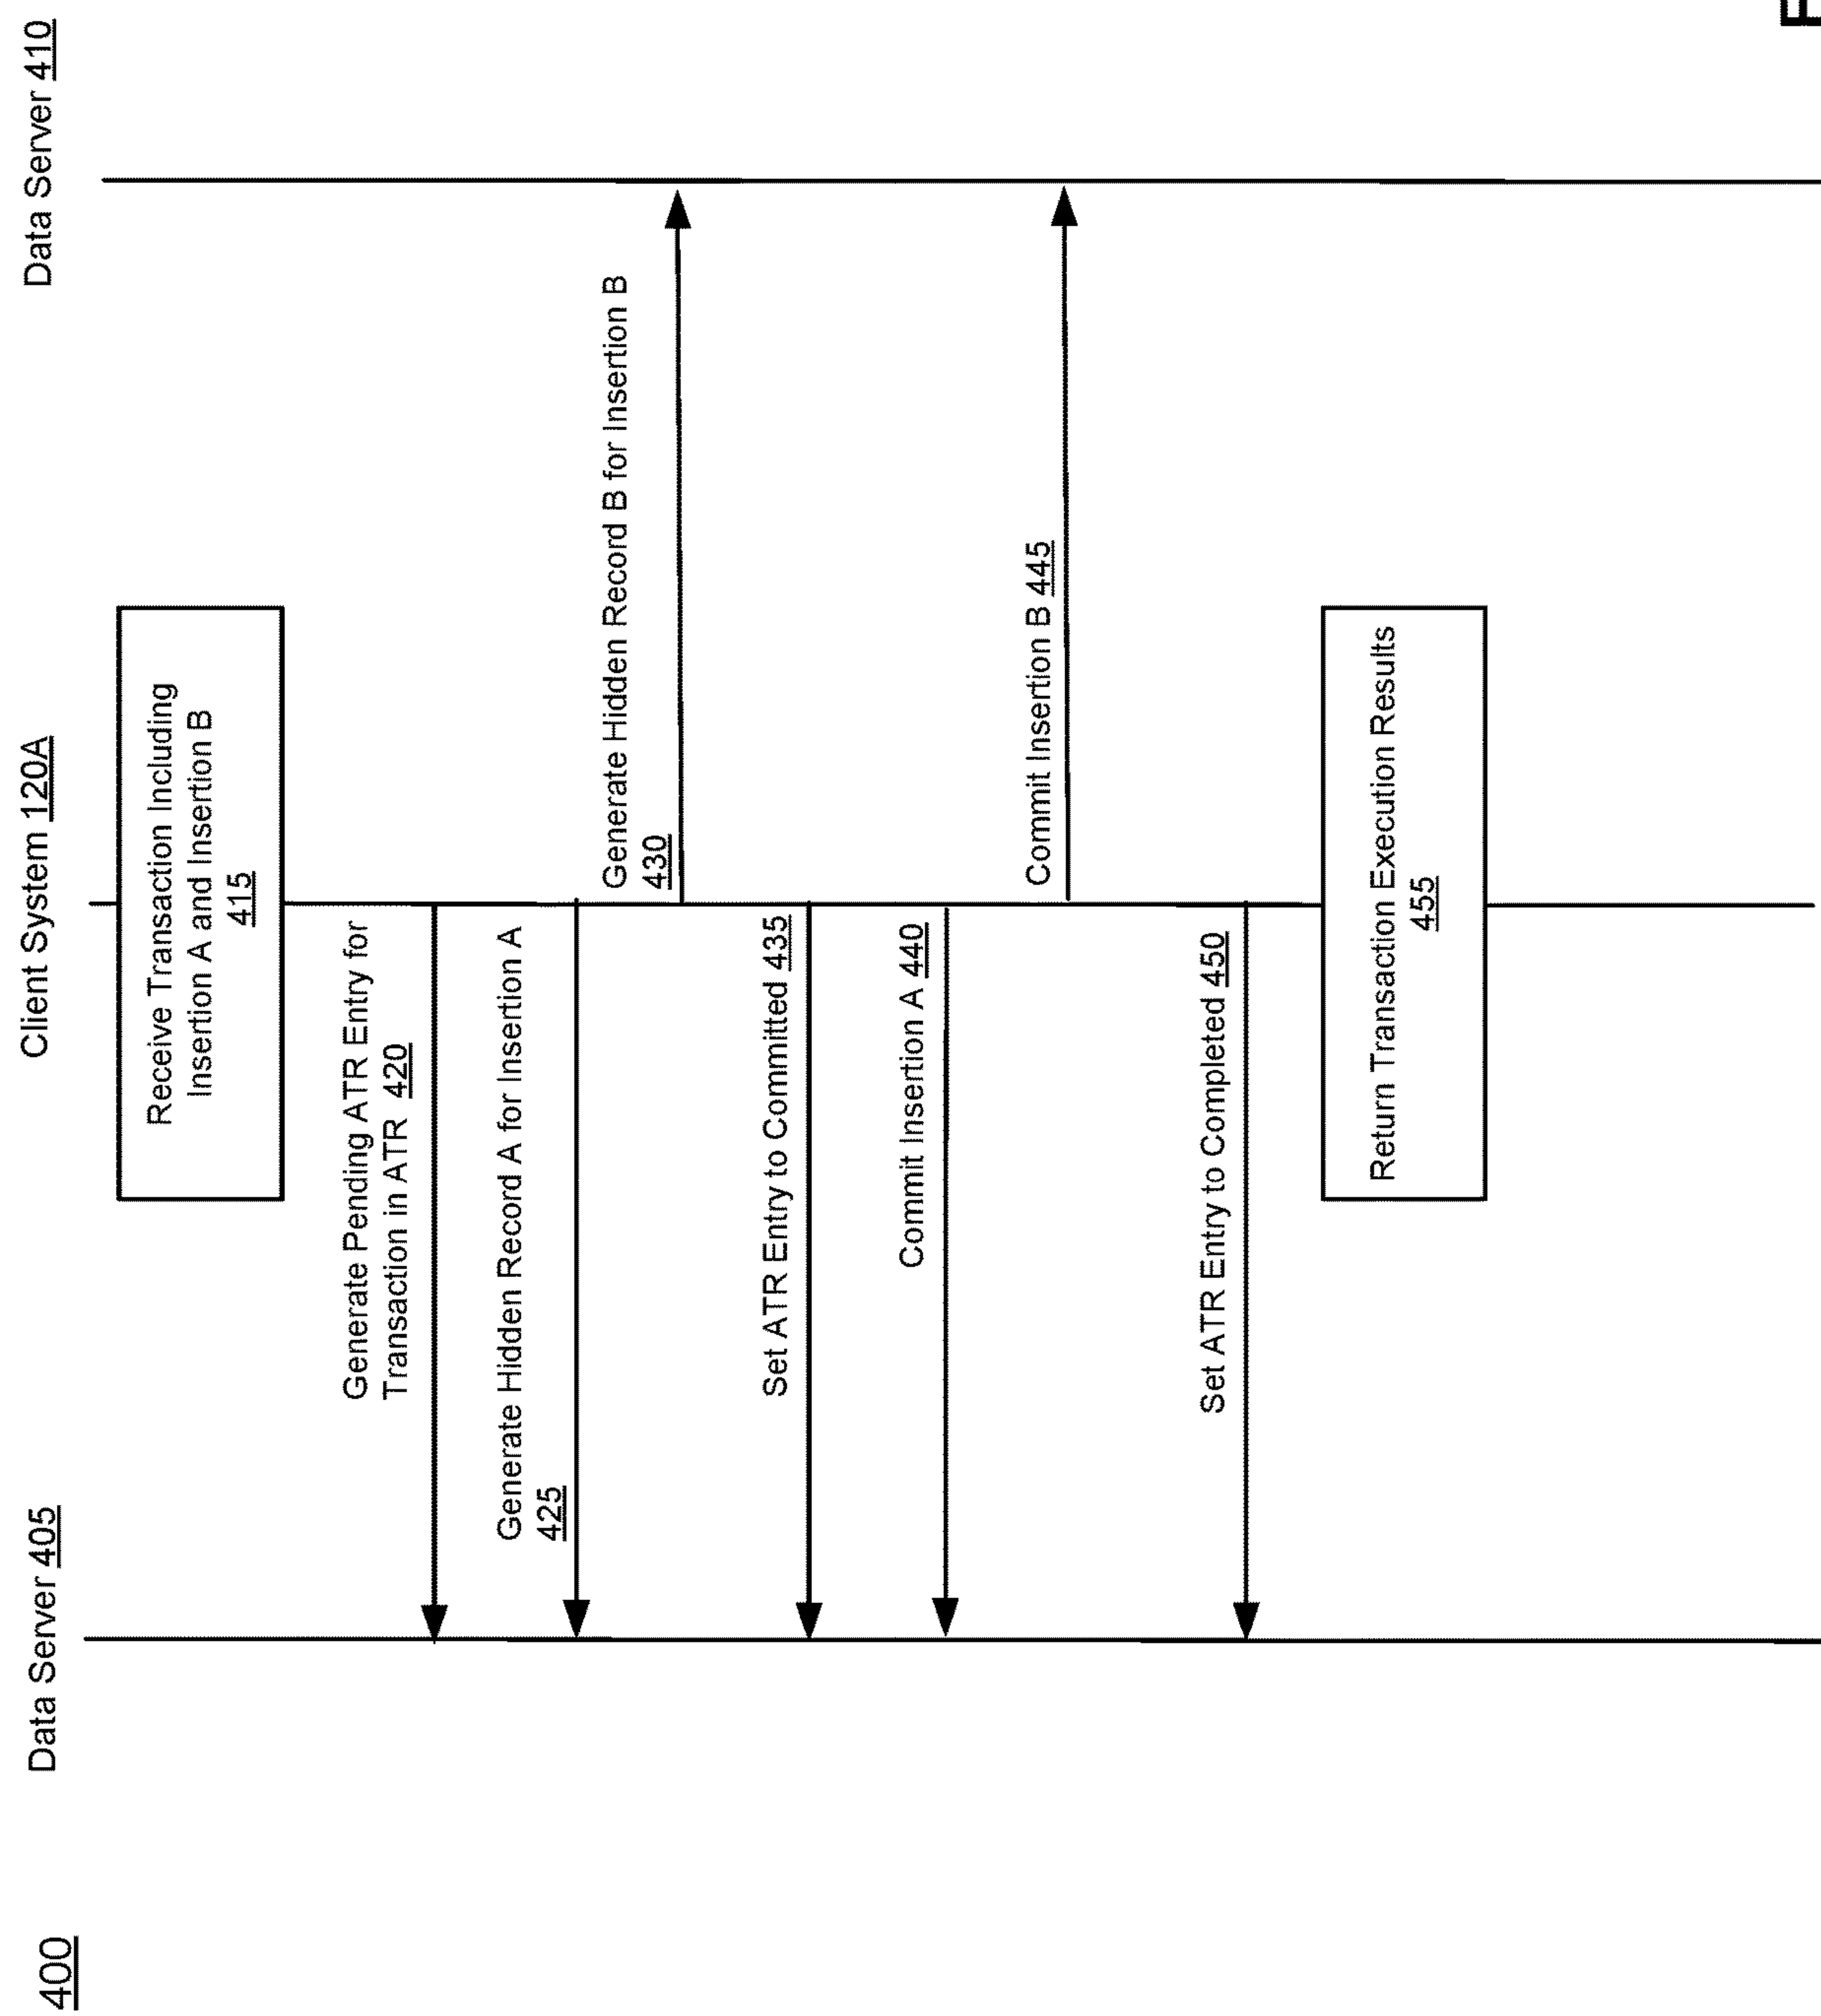 400
Data Server 405
Client System 120A
Data Server 410
Receive Transaction Including
Insertion A and Insertion B
415
Generate Pending ATR Entry for
Transaction in ATR 420
Generate Hidden Record A for Insertion A
425
Generate Hidden Record B for Insertion B
430
Set ATR Entry to Committed 435
Commit Insertion A 440
Commit Insertion B 445
Set ATR Entry to Completed 450
Return Transaction Execution Results
455